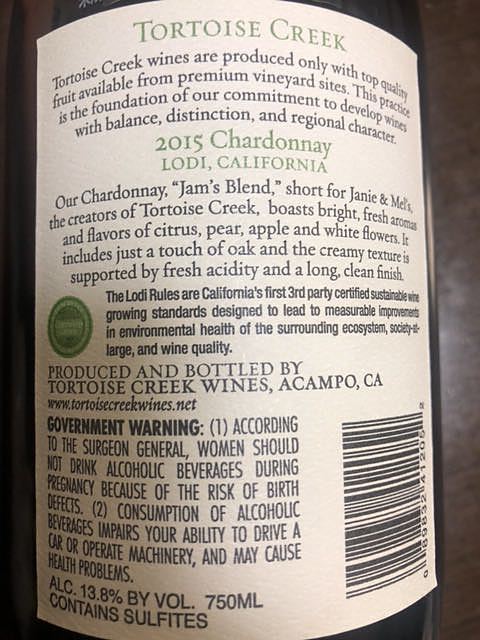 TORTOISE CREEK
Tortoise Creek wines are produced only with top quality
fruit available from premium vineyard sites. This practice
is the foundation of our commitment to develop wines
with balance, distinction, and regional character.
2015 Chardonnay
LODI, CALIFORNIA
Our Chardonnay, “Jam's Blend,” short for Janie & Mel's,
the creators of Tortoise Creek, boasts bright, fresh aromas
and flavors of citrus, pear, apple and white flowers. It
includes just a touch of oak and the creamy texture is
supported by fresh acidity and a long, clean finish.
The Lodi Rules are California's first 3rd party certified sustainable wine
growing standards designed to lead to measurable improvements
in environmental health of the surrounding ecosystem, society-at-
large, and wine quality.
PRODUCED AND BOTTLED BY
TORTOISE CREEK WINES, ACAMPO, CA
www.tortoisecreekwines.net
GOVERNMENT WARNING: (1) ACCORDING
TO THE SURGEON GENERAL, WOMEN SHOULD
NOT DRINK ALCOHOLIC BEVERAGES DURING
PREGNANCY BECAUSE OF THE RISK OF BIRTH
DEFECTS. (2) CONSUMPTION OF ALCOHOLIC
BEVERAGES IMPAIRS YOUR ABILITY TO DRIVE A
CAR OR OPERATE MACHINERY, AND MAY CAUSE
HEALTH PROBLEMS.
ALC. 13.8% BY VOL. 750ML
CONTAINS SULFITES
0 89832 41205 2